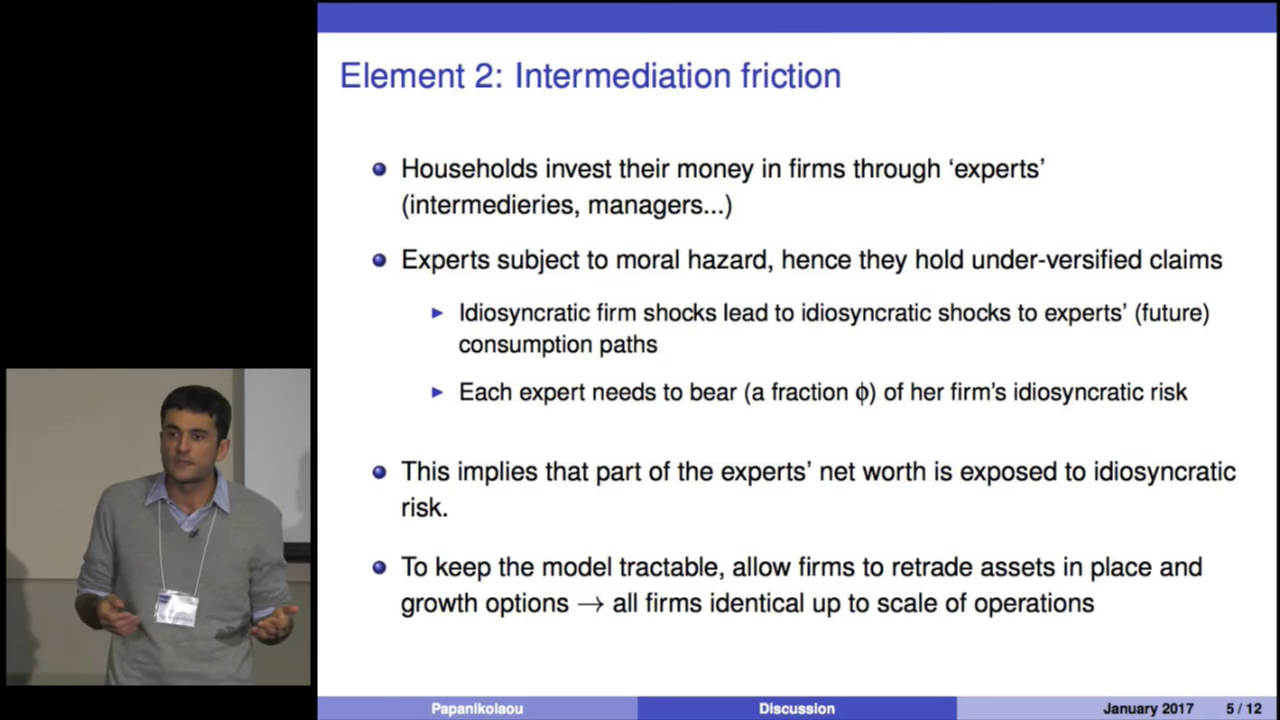 Element 2: Intermediation friction
Households invest their money in firms through ‘experts’
(intermedieries, managers...)
Experts subject to moral hazard, hence they hold under-versified claims
Idiosyncratic firm shocks lead to idiosyncratic shocks to experts’ (future)
consumption paths
Each expert needs to bear (a fraction ϕ) of her firm’s idiosyncratic risk
This implies that part of the experts’ net worth is exposed to idiosyncratic
risk.
To keep the model tractable, allow firms to retrade assets in place and
growth options → all firms identical up to scale of operations
Papanikolaou
Discussion
January 2017
5 / 12